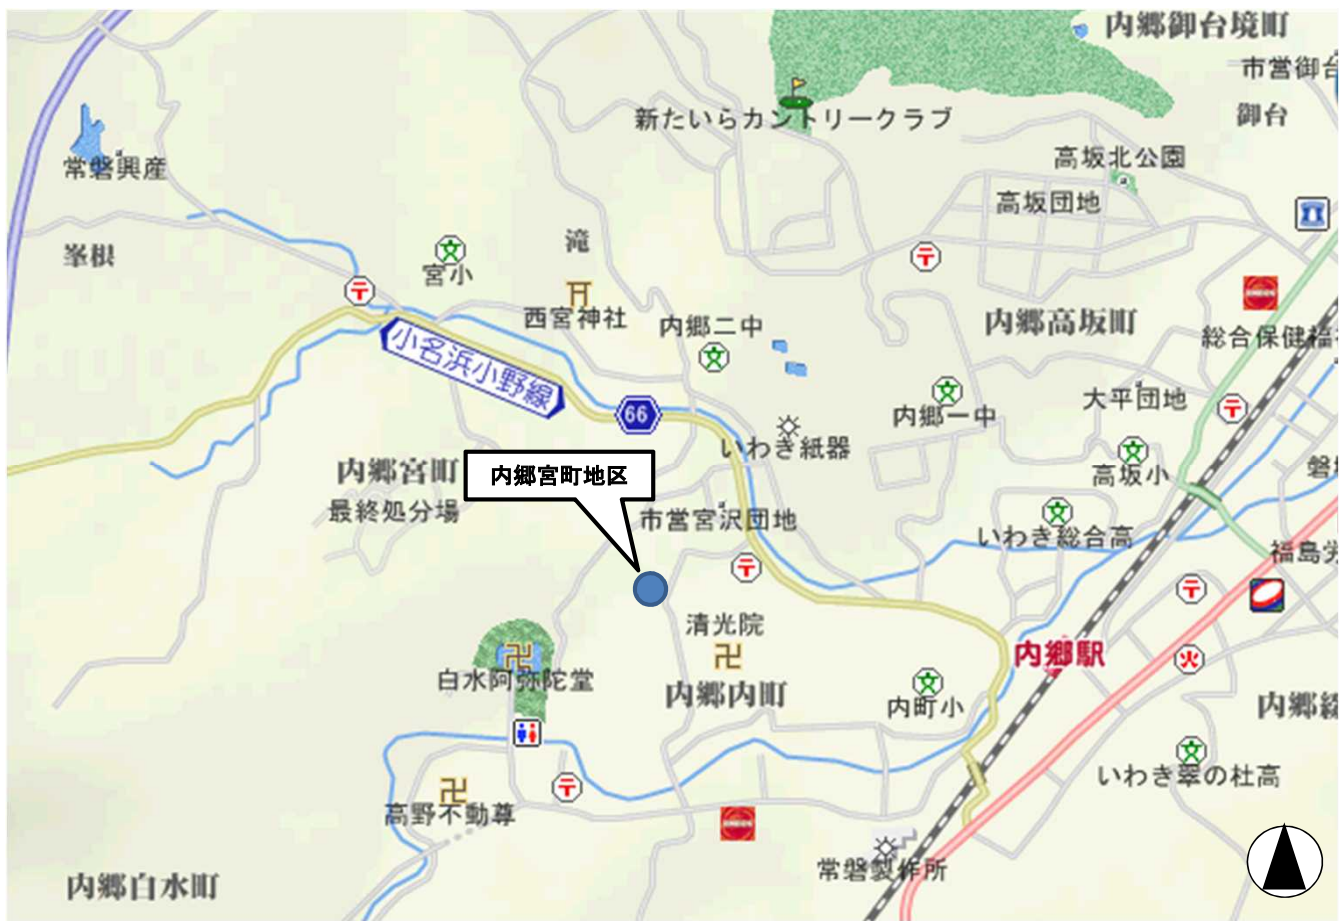 内郷御台境町
市営御台
新たいらカントリークラブ
御台
常磐興産
高坂北公園
高坂団地
峯根
滝
宮小
西宮神社
内郷二中
内郷高坂町
総合保健福
小名浜小野線
66
内郷一中
大平団地
いわき紙器
内郷宮町
内郷宮町地区
高坂小
磐
最終処分場
市営宮沢団地
いわき総合高
福島労
清光院
内郷駅
白水阿弥陀堂
内郷内町
内町小
内郷綴
いわき翠の杜高
高野不動尊
常磐製作所
内郷白水町